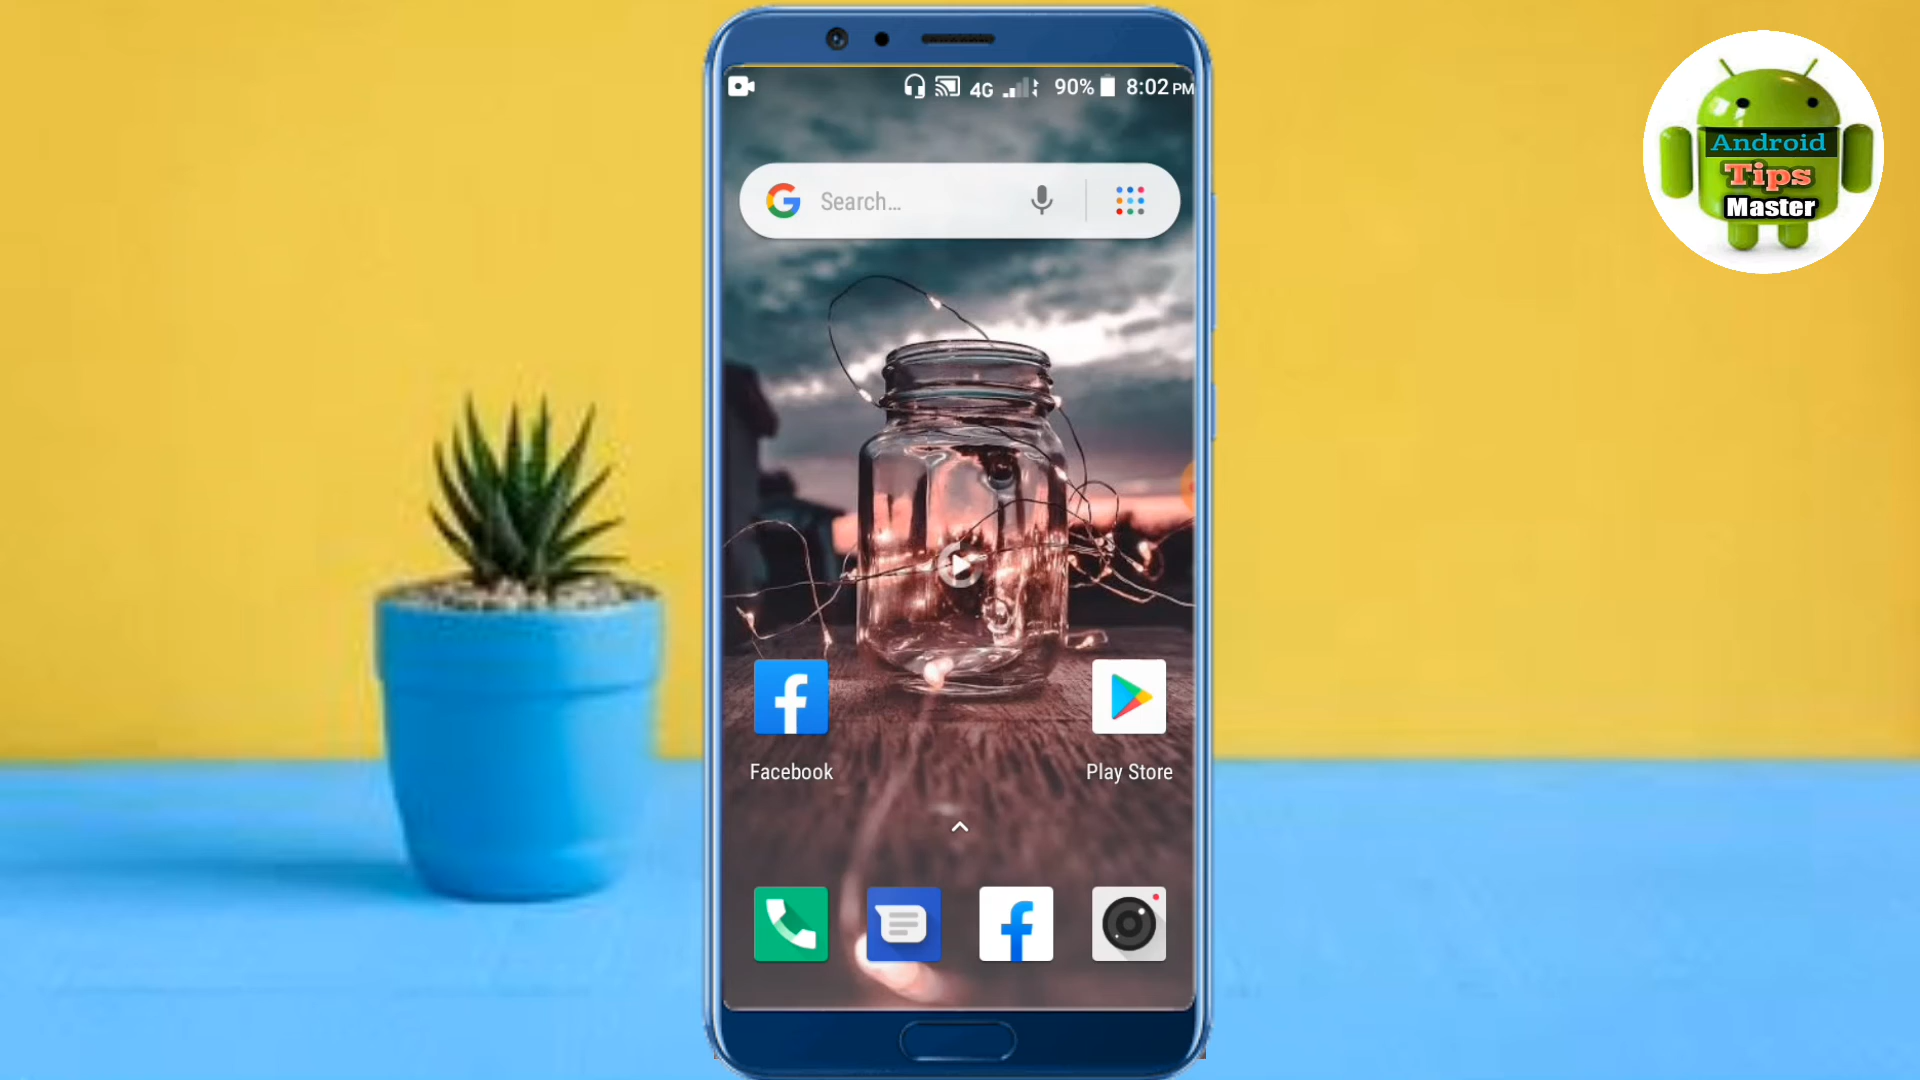 4G 90% 8:02 PM
Search...
Facebook
Play Store
Android
Tips
Master